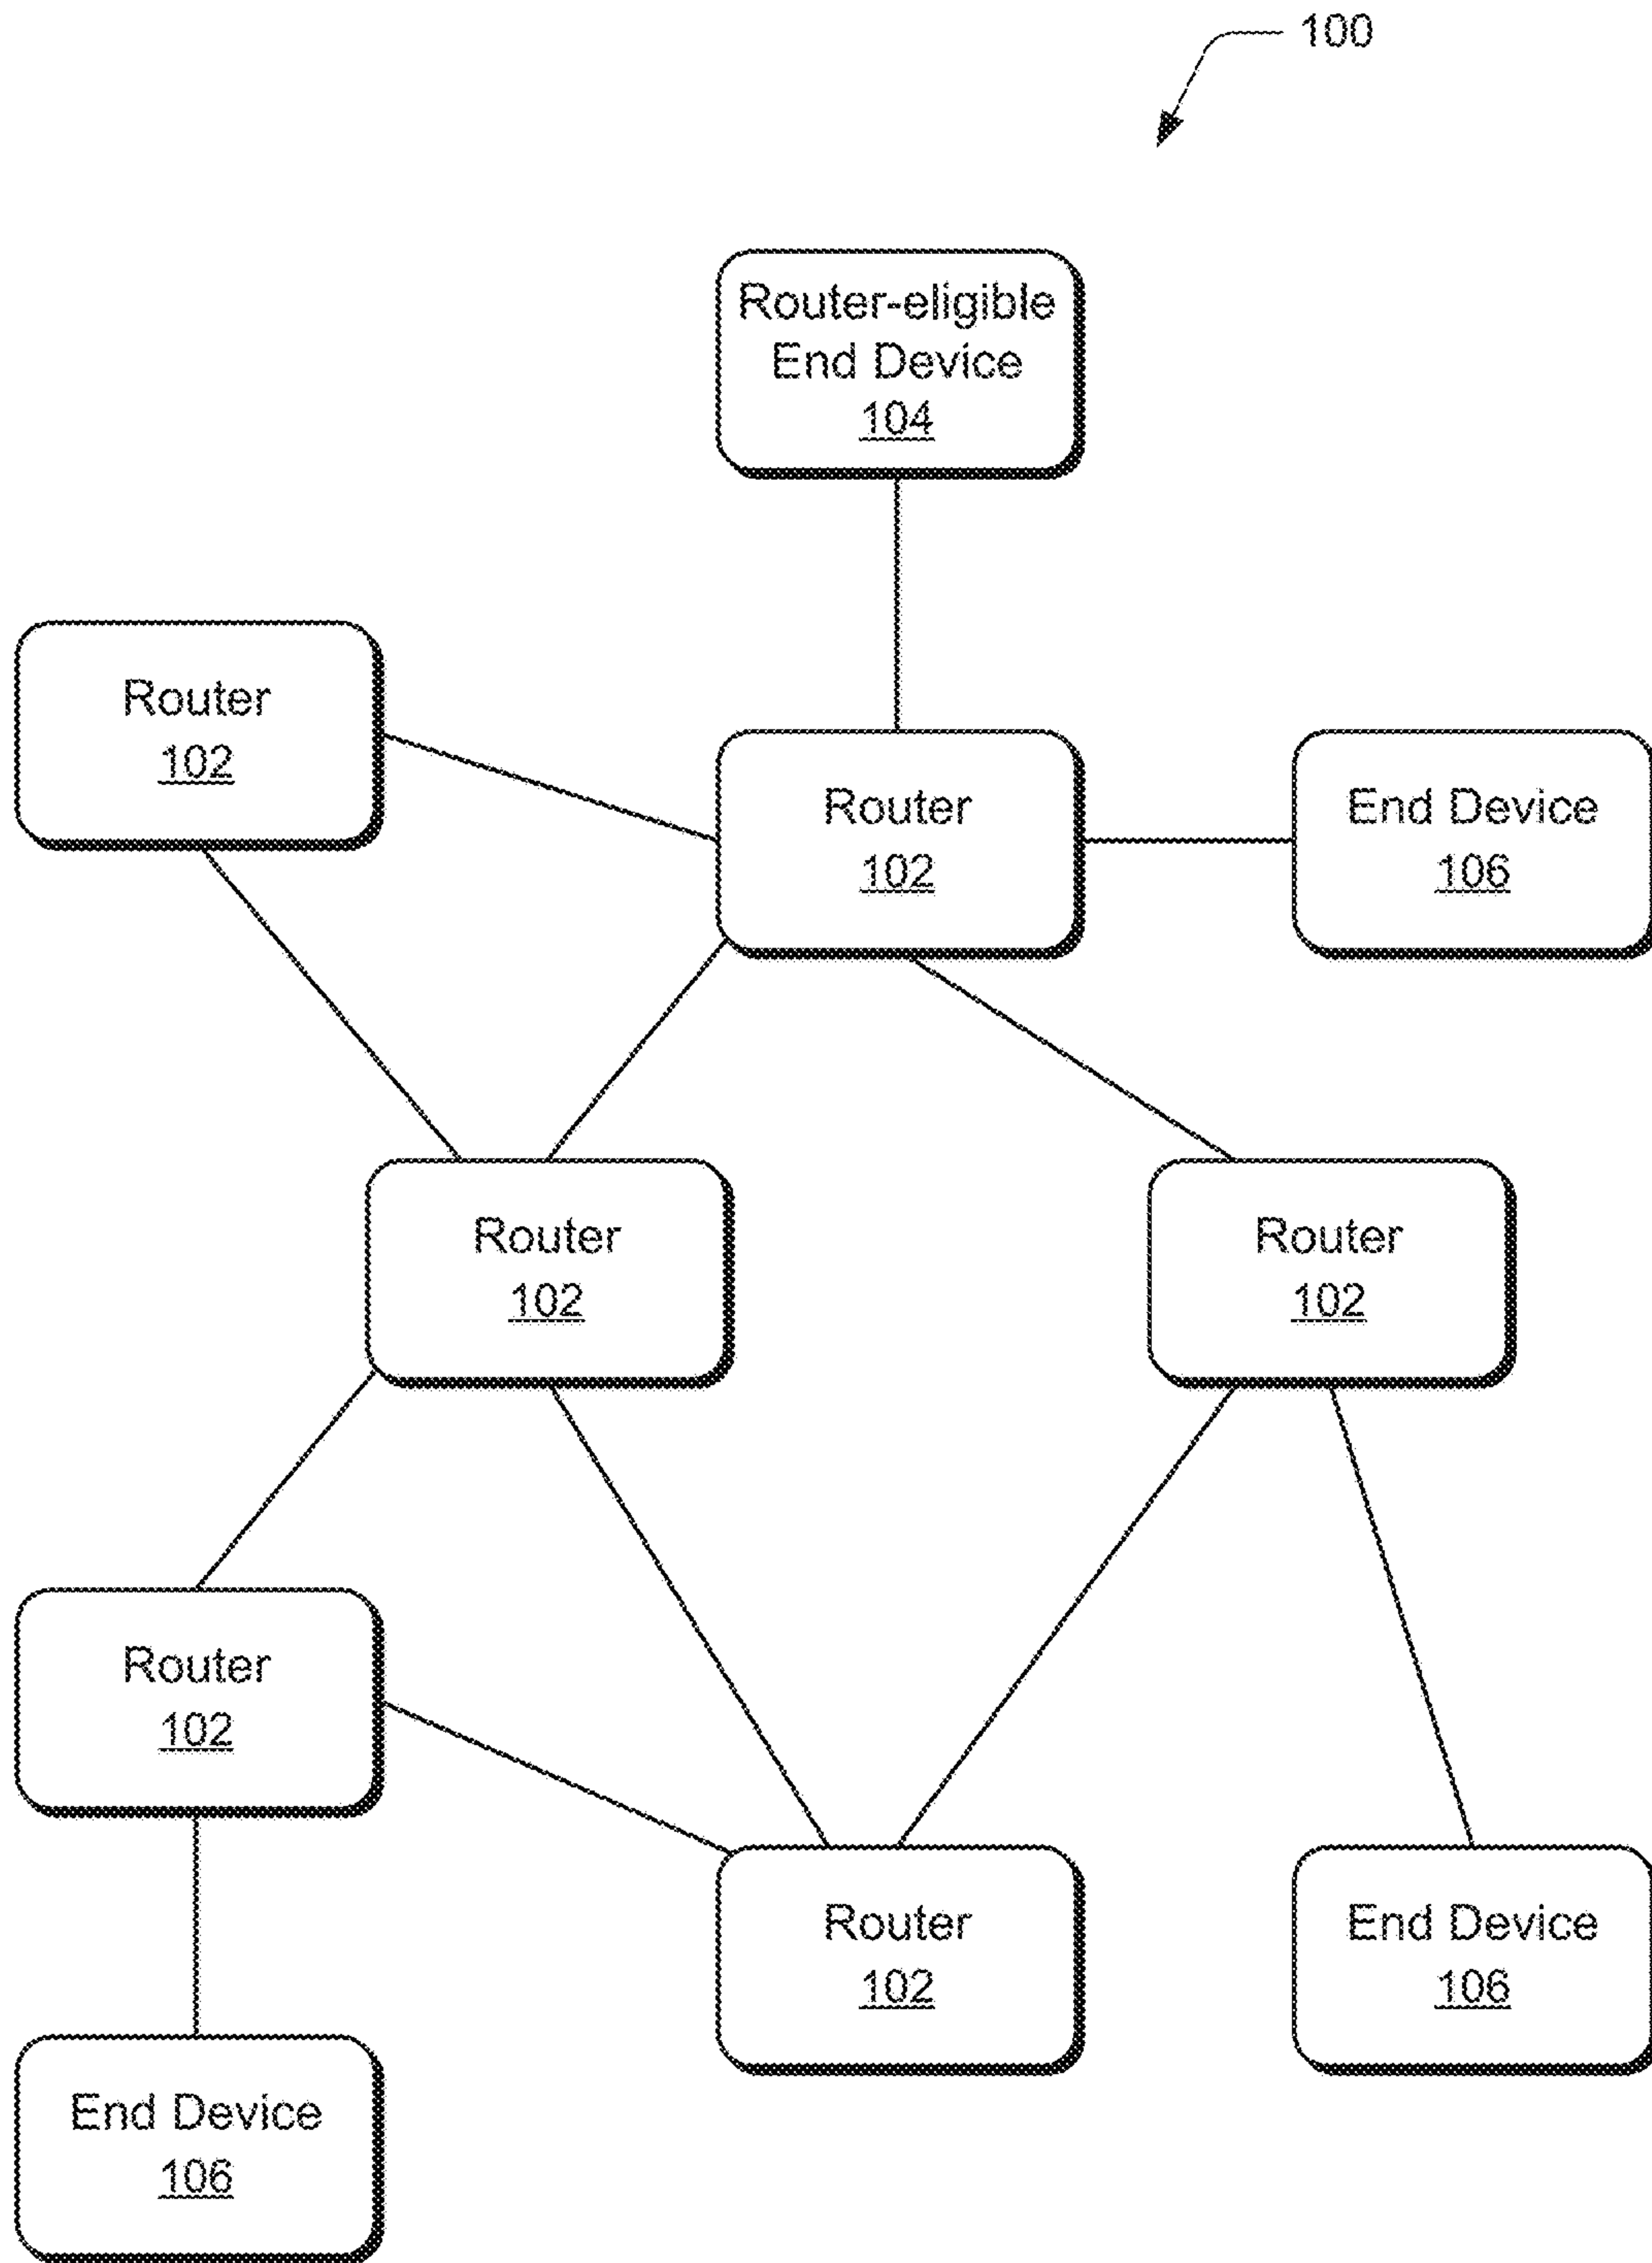 100
Router-eligible
End Device
104
Router
102
Router
102
End Device
106
Router
102
Router
102
Router
102
Router
102
End Device
106
End Device
106